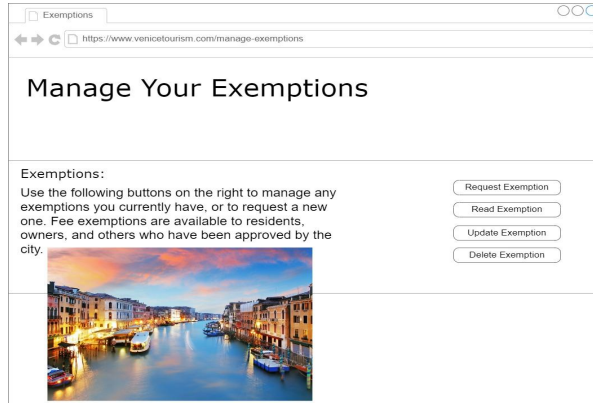 Exemptions
https://www.venicetourism.com/manage-exemptions
Manage Your Exemptions
Exemptions:
Use the following buttons on the right to manage any
exemptions you currently have, or to request a new
one. Fee exemptions are available to residents,
owners, and others who have been approved by the
city.
Request Exemption
Read Exemption
Update Exemption
Delete Exemption